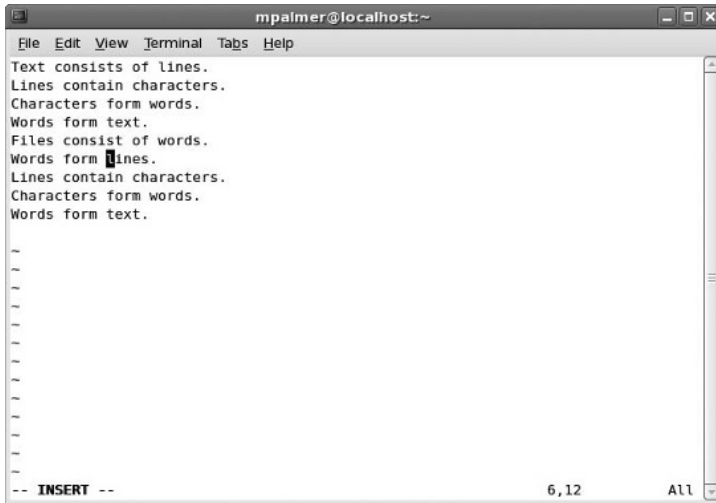 mpalmer@localhost:~
File Edit View Terminal Tabs Help
Text consists of lines.
Lines contain characters.
Characters form words.
Words form text.
Files consist of words.
Words form lines.
Lines contain characters.
Characters form words.
Words form text.
~
~
~
~
~
~
~
~
~
~
~
~
~
-- INSERT -- 6,12 All